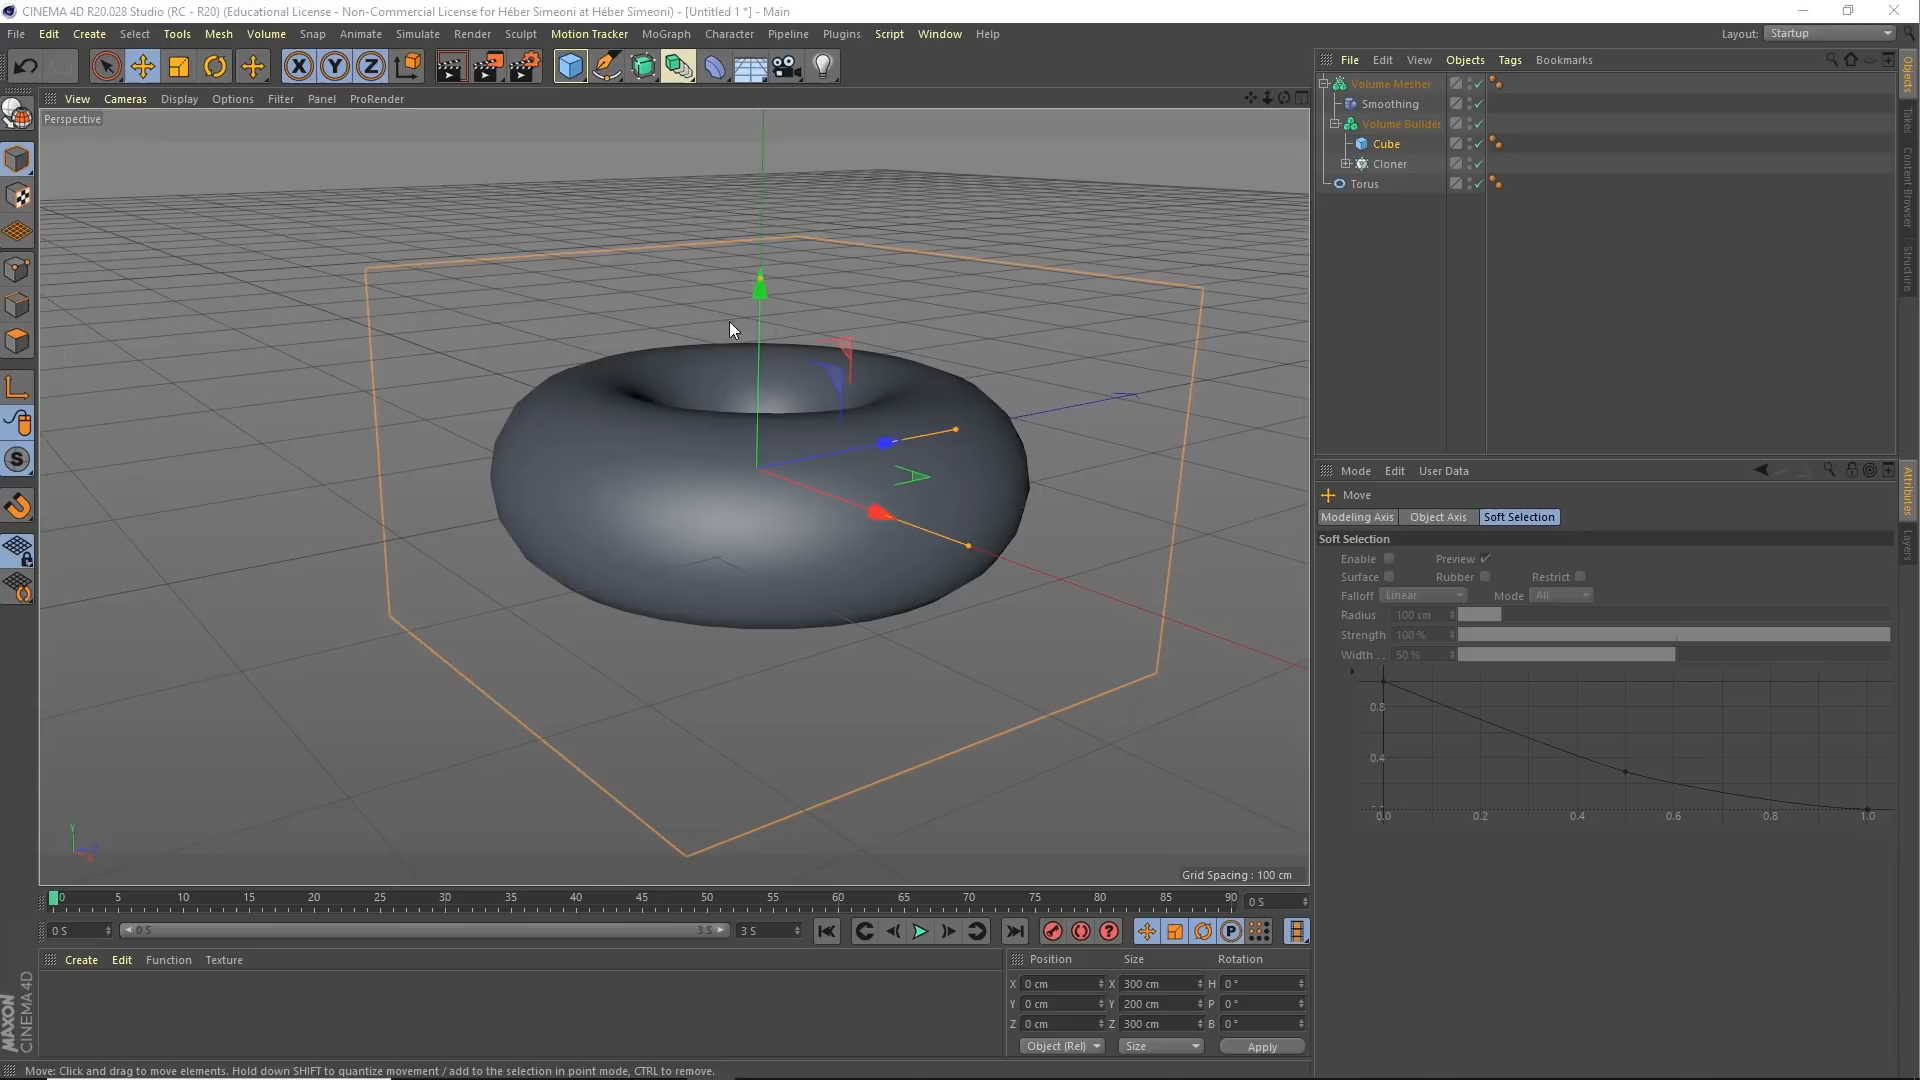 CINEMA 4D R20.028 Studio (RC - R20) (Educational License - Non-Commercial License for Héber Simeoni at Héber Simeoni) - [Untitled 1 *] - Main
File Edit Create Select Tools Mesh Volume Snap Animate Simulate Render Sculpt Motion Tracker MoGraph Character Pipeline Plugins Script Window Help Layout: Startup
X Y Z
File Edit View Objects Tags Bookmarks
View Cameras Display Options Filter Panel ProRender
Perspective
Volume Mesher
Smoothing
Volume Builder
Cube
Cloner
Torus
Objects
Takes
Content Browser
Structure
S
Mode Edit User Data
Move
Modeling Axis Object Axis Soft Selection
Soft Selection
Enable Preview
Surface Rubber Restrict
Falloff Linear Mode All
Radius 100 cm
Strength 100 %
Width . . 50 %
0.8
0.4
0.0 0.2 0.4 0.6 0.8 1.0
Attributes
Layers
Y
Grid Spacing : 100 cm
0 5 10 15 20 25 30 35 40 45 50 55 60 65 70 75 80 85 90 0 S
0 S 0 S 3 S 3 S ? P
Create Edit Function Texture
Position Size Rotation
X 0 cm X 300 cm H 0 °
Y 0 cm Y 200 cm P 0 °
Z 0 cm Z 300 cm B 0 °
Object (Rel) Size Apply
MAXON
CINEMA 4D
Move: Click and drag to move elements. Hold down SHIFT to quantize movement / add to the selection in point mode, CTRL to remove.